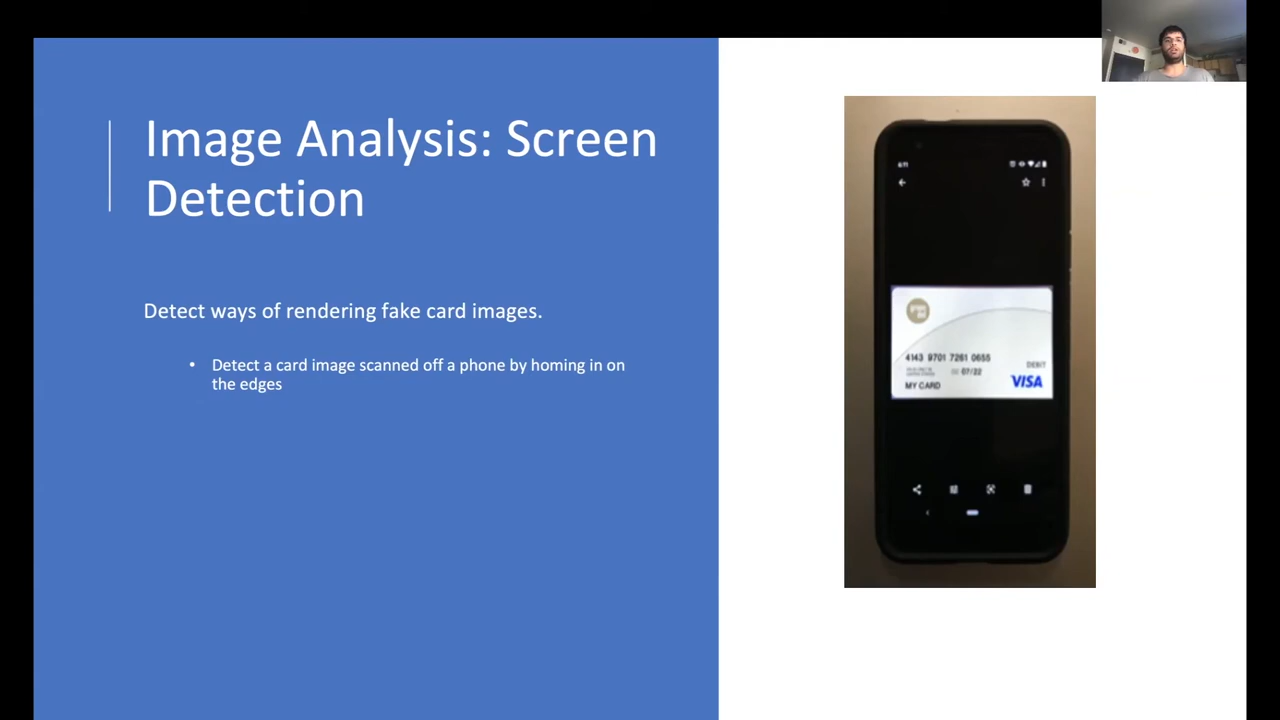 Image Analysis: Screen
Detection
Detect ways of rendering fake card images.
• Detect a card image scanned off a phone by homing in on
the edges
4143 9701 7261 0655
DEBIT
07/22
MY CARD
VISA